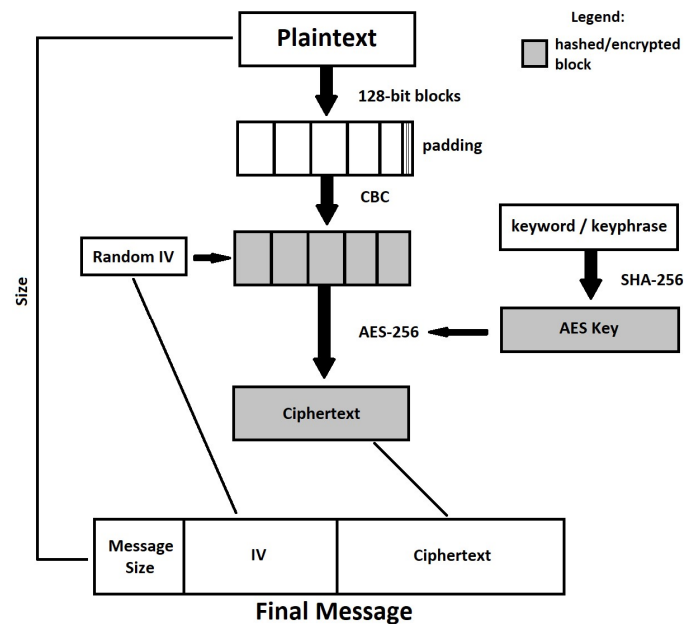 Plaintext
Legend:
hashed/encrypted
block
128-bit blocks
padding
CBC
keyword / keyphrase
Random IV
SHA-256
Size
AES-256
AES Key
Ciphertext
Message
Size
IV
Ciphertext
Final Message